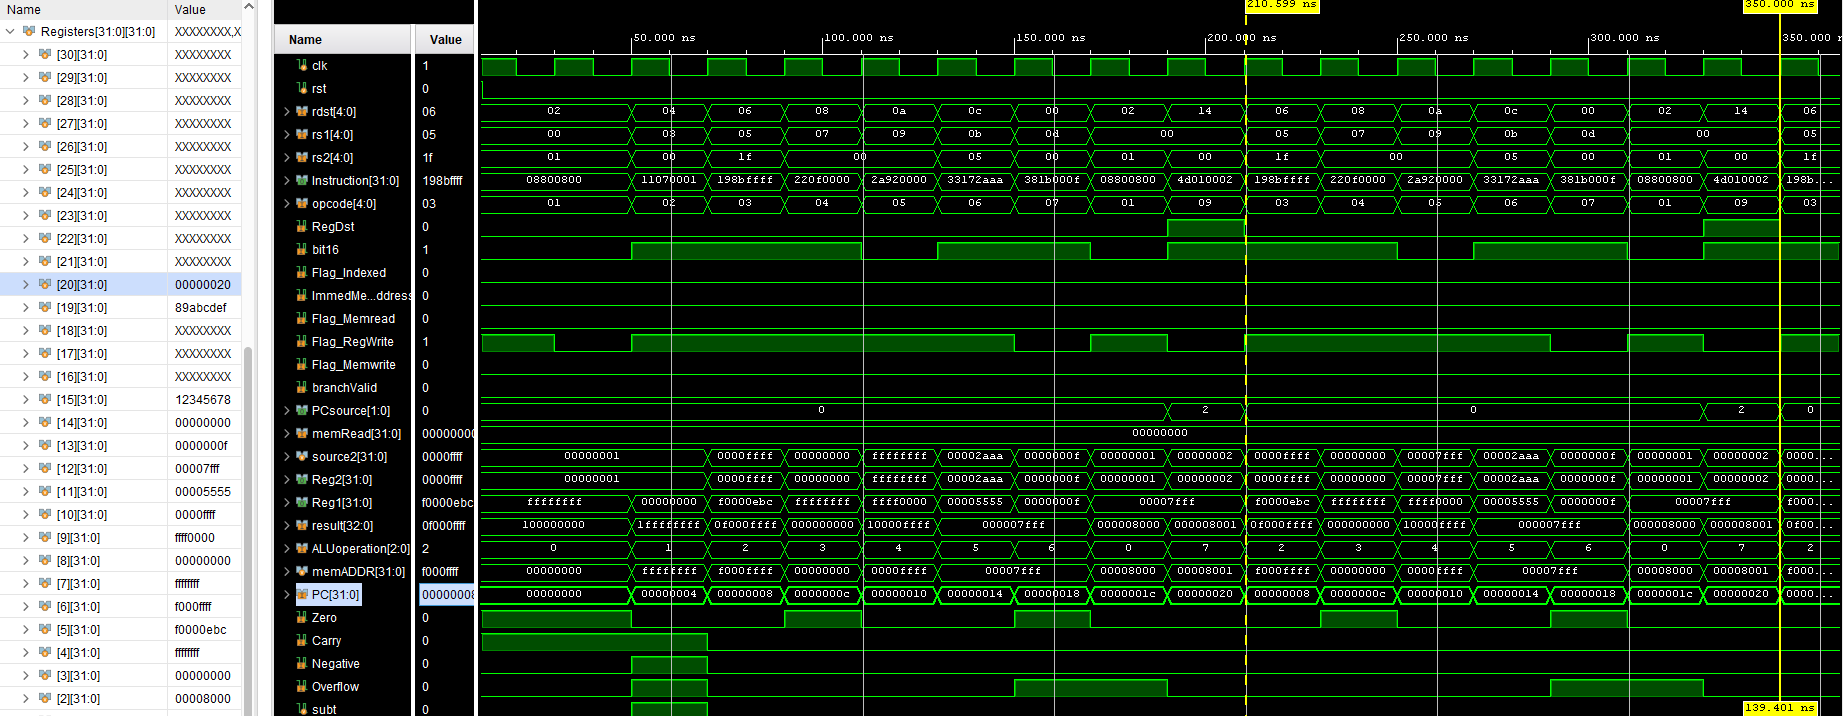 Name Value
Registers[31:0][31:0] XXXXXXXX,X
[30][31:0] XXXXXXXX
[29][31:0] XXXXXXXX
[28][31:0] XXXXXXXX
[27][31:0] XXXXXXXX
[26][31:0] XXXXXXXX
[25][31:0] XXXXXXXX
[24][31:0] XXXXXXXX
[23][31:0] XXXXXXXX
[22][31:0] XXXXXXXX
[21][31:0] XXXXXXXX
[20][31:0] 00000020
[19][31:0] 89abcdef
[18][31:0] XXXXXXXX
[17][31:0] XXXXXXXX
[16][31:0] XXXXXXXX
[15][31:0] 12345678
[14][31:0] 00000000
[13][31:0] 0000000f
[12][31:0] 00007fff
[11][31:0] 00005555
[10][31:0] 0000ffff
[9][31:0] ffff0000
[8][31:0] 00000000
[7][31:0] ffffffff
[6][31:0] f000ffff
[5][31:0] f0000ebc
[4][31:0] ffffffff
[3][31:0] 00000000
[2][31:0] 00008000
210.599 ns 350.000 ns
Name Value 50.000 ns 100.000 ns 150.000 ns 200.000 ns 250.000 ns 300.000 ns 350.000 ns
clk 1
rst 0
rdst[4:0] 06 02 04 06 08 0a 0c 00 02 14 06 08 0a 0c 00 02 14 06
rs1[4:0] 05 00 03 05 07 09 0b 0d 00 05 07 09 0b 0d 00 05
rs2[4:0] 1f 01 00 1f 00 05 00 01 00 1f 00 05 00 01 00 1f
Instruction[31:0] 198bffff 08800800 11070001 198bffff 220f0000 2a920000 33172aaa 381b000f 08800800 4d010002 198bffff 220f0000 2a920000 33172aaa 381b000f 08800800 4d010002 198b...
opcode[4:0] 03 01 02 03 04 05 06 07 01 09 03 04 05 06 07 01 09 03
RegDst 0
bit16 1
Flag_Indexed 0
ImmedMe...ddress 0
Flag_Memread 0
Flag_RegWrite 1
Flag_Memwrite 0
branchValid 0
PCsource[1:0] 0 0 2 0 2 0
memRead[31:0] 00000000 00000000
source2[31:0] 0000ffff 00000001 0000ffff 00000000 ffffffff 00002aaa 0000000f 00000001 00000002 0000ffff 00000000 00007fff 00002aaa 0000000f 00000001 00000002 0000...
Reg2[31:0] 0000ffff 00000001 0000ffff 00000000 ffffffff 00002aaa 0000000f 00000001 00000002 0000ffff 00000000 00007fff 00002aaa 0000000f 00000001 00000002 0000...
Reg1[31:0] f0000ebc ffffffff 00000000 f0000ebc ffffffff ffff0000 00005555 0000000f 00007fff f0000ebc ffffffff ffff0000 00005555 0000000f 00007fff f000...
result[32:0] 0f000ffff 100000000 1ffffffff 0f000ffff 000000000 10000ffff 000007fff 000008000 000008001 0f000ffff 000000000 10000ffff 000007fff 000008000 000008001 0f00...
ALUoperation[2:0] 2 0 1 2 3 4 5 6 0 7 2 3 4 5 6 0 7 2
memADDR[31:0] f000ffff 00000000 ffffffff f000ffff 00000000 0000ffff 00007fff 00008000 00008001 f000ffff 00000000 0000ffff 00007fff 00008000 00008001 f000...
PC[31:0] 00000008 00000000 00000004 00000008 0000000c 00000010 00000014 00000018 0000001c 00000020 00000008 0000000c 00000010 00000014 00000018 0000001c 00000020 0000...
Zero 0
Carry 0
Negative 0
Overflow 0
subt 0
139.401 ns